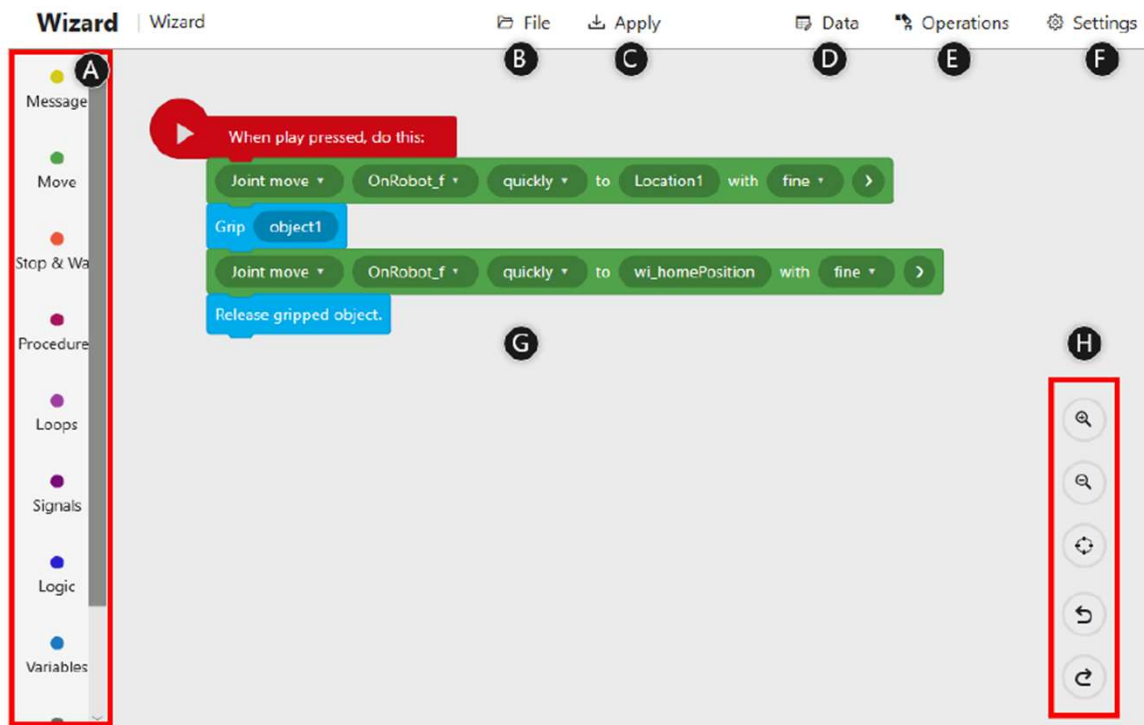 Wizard | Wizard File Apply Data Operations Settings
B C D E F
A
Message
Move
Stop & Wa
Procedure
Loops
Signals
Logic
Variables
When play pressed, do this:
Joint move OnRobot_f quickly to Location1 with fine
Grip object1
Joint move OnRobot_f quickly to wi_homePosition with fine
Release gripped object.
G
H